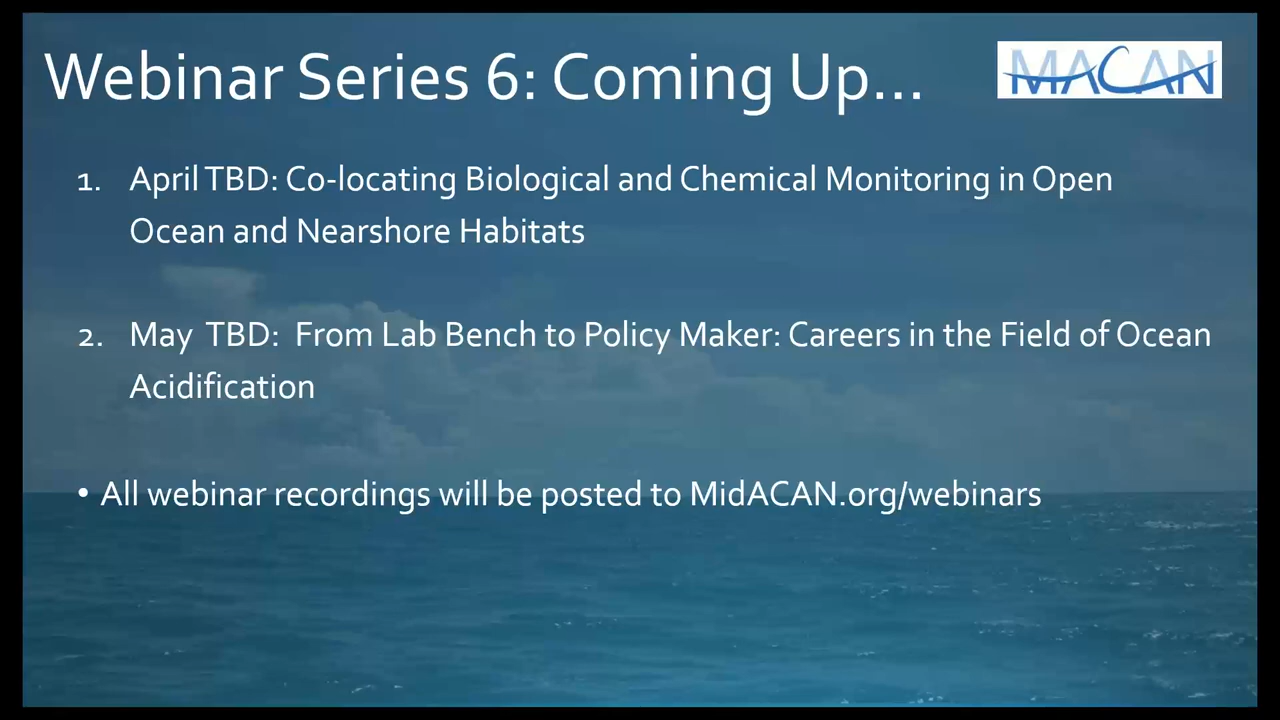 Webinar Series 6: Coming Up...
MACAN
1. April TBD: Co-locating Biological and Chemical Monitoring in Open
Ocean and Nearshore Habitats
2. May TBD: From Lab Bench to Policy Maker: Careers in the Field of Ocean
Acidification
• All webinar recordings will be posted to MidACAN.org/webinars